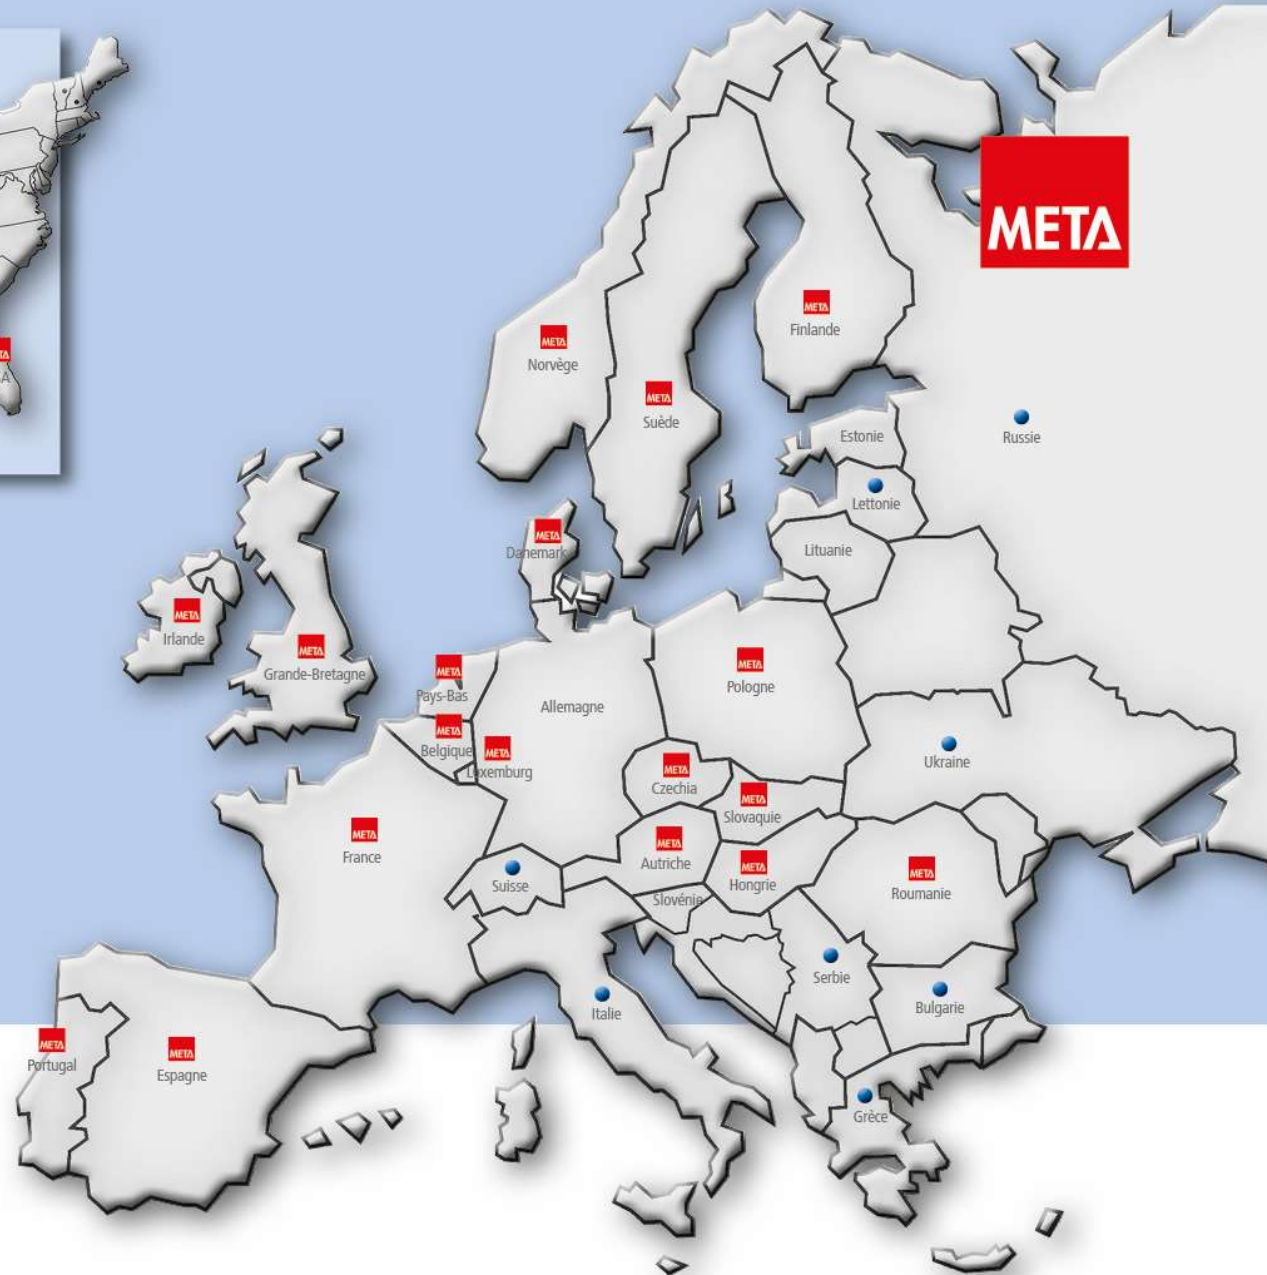 META
META
Finlande
META
Norvège
META
Suède
Estonie
Russie
Lettonie
Lituanie
META
Danemark
META
Irlande
META
Grande-Bretagne
META
Pays-Bas
META
Pologne
Allemagne
META
Belgique
META
Luxemburg
Ukraine
META
Czechia
META
Slovaquie
META
France
META
Autriche
META
Hongrie
META
Roumanie
Suisse
Slovénie
Serbie
Italie
Bulgarie
META
Portugal
META
Espagne
Grèce